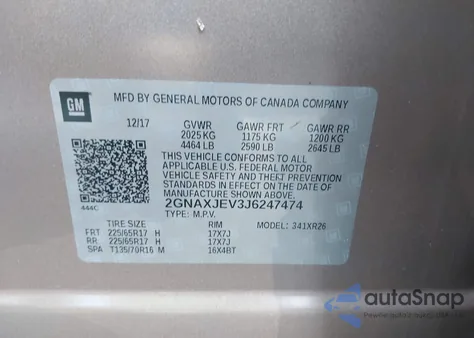 GM
MFD BY GENERAL MOTORS OF CANADA COMPANY
12/17 GVWR GAWR FRT GAWR RR
2025 KG 1175 KG 1200 KG
4464 LB 2590 LB 2645 LB
THIS VEHICLE CONFORMS TO ALL APPLICABLE
U.S. FEDERAL MOTOR
VEHICLE SAFETY AND
THEFT PREVENTION STANDARDS
IN EFFECT ON THE DATE OF
MANUFACTURE SHOWN ABOVE.
444C 2GNAXJEV3J6247474
TYPE: M.P.V.
TIRE SIZE RIM MODEL: 341XR26
FRT 225/65R17 H 17X7J
RR 225/65R17 H 17X7J
SPA T135/70R16 M 16X4BT
autoSnap